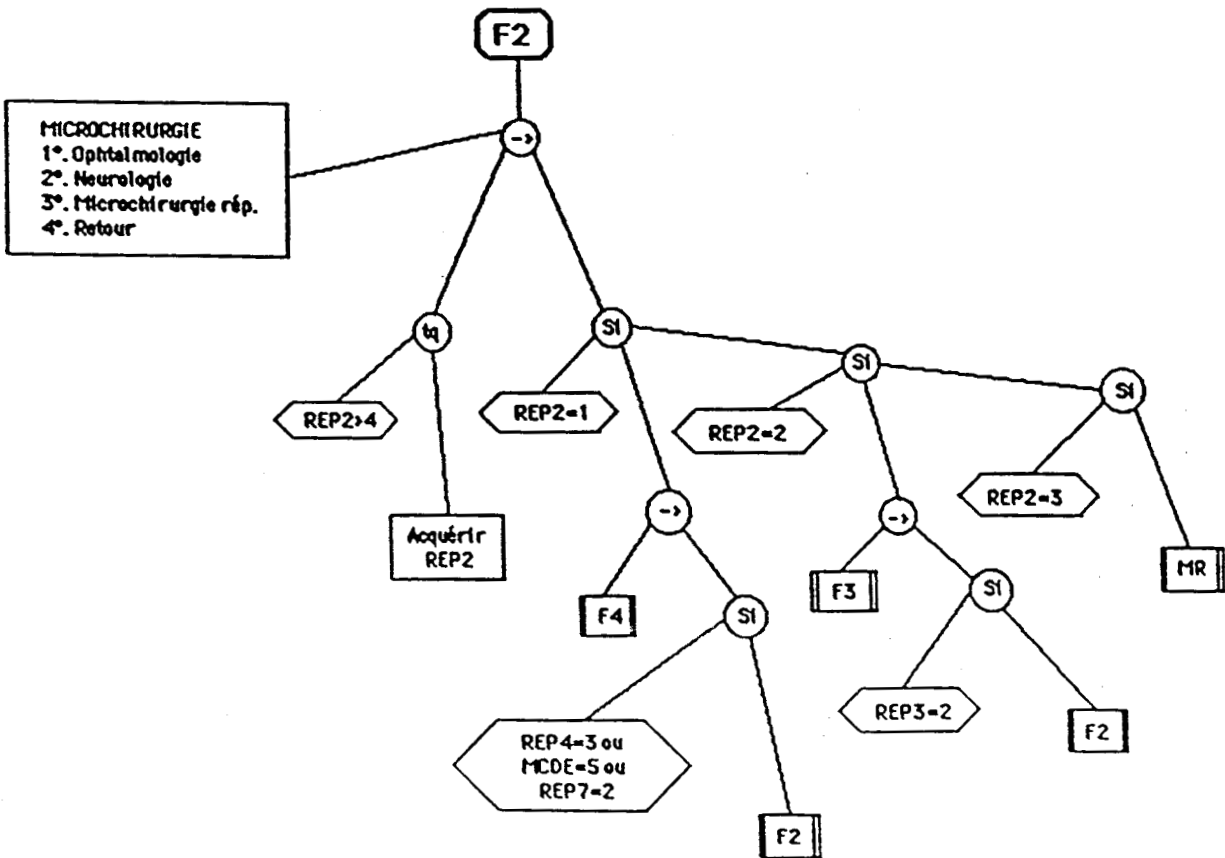 F2
MICROCHIRURGIE
1°. Ophtalmologie
2°. Neurologie
3°. Microchirurgie rép.
4°. Retour
->
tq
Si
Si
Si
REP2>4
REP2=1
REP2=2
REP2=3
Acquérir
REP2
->
->
F4
Si
F3
Si
MR
REP4=3 ou
MCDE=5 ou
REP7=2
REP3=2
F2
F2